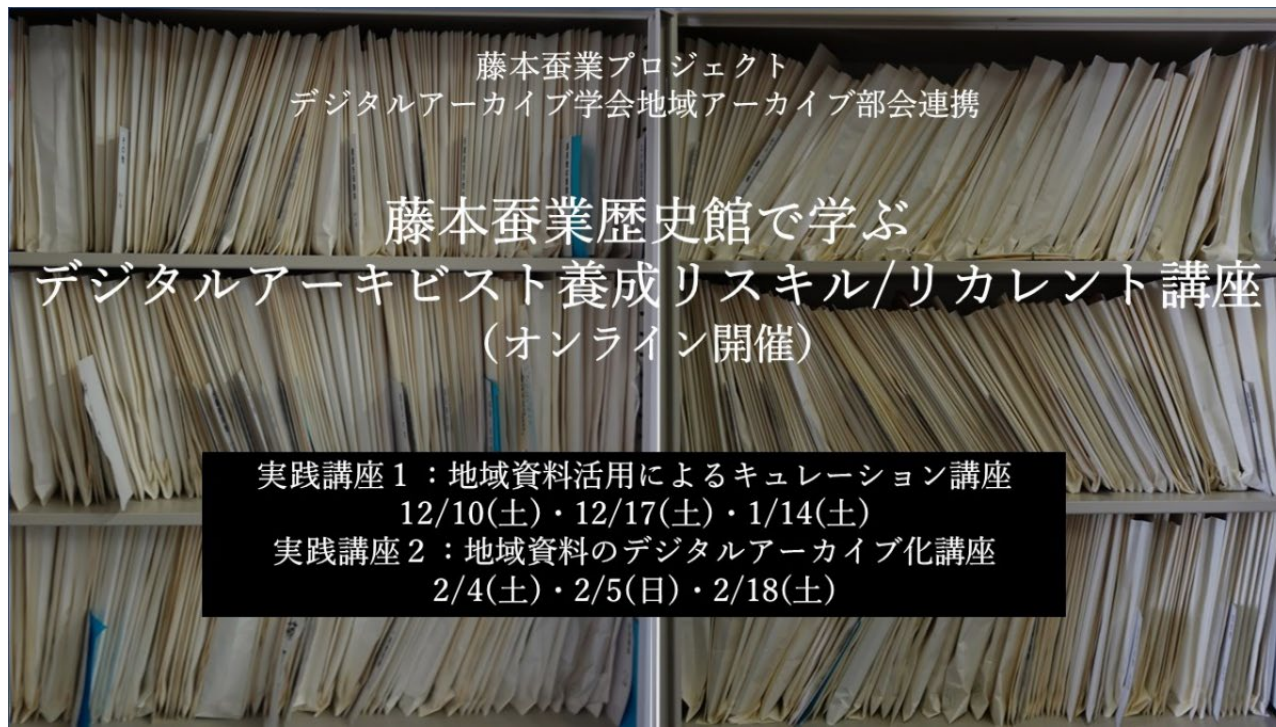 藤本蚕業プロジェクト
デジタルアーカイブ学会地域アーカイブ部会連携
藤本蚕業歴史館で学ぶ
デジタルアーキビスト養成リスキル/リカレント講座
（オンライン開催）
実践講座１：地域資料活用によるキュレーション講座
12/10(土)・12/17(土)・1/14(土)
実践講座２：地域資料のデジタルアーカイブ化講座
2/4(土)・2/5(日)・2/18(土)